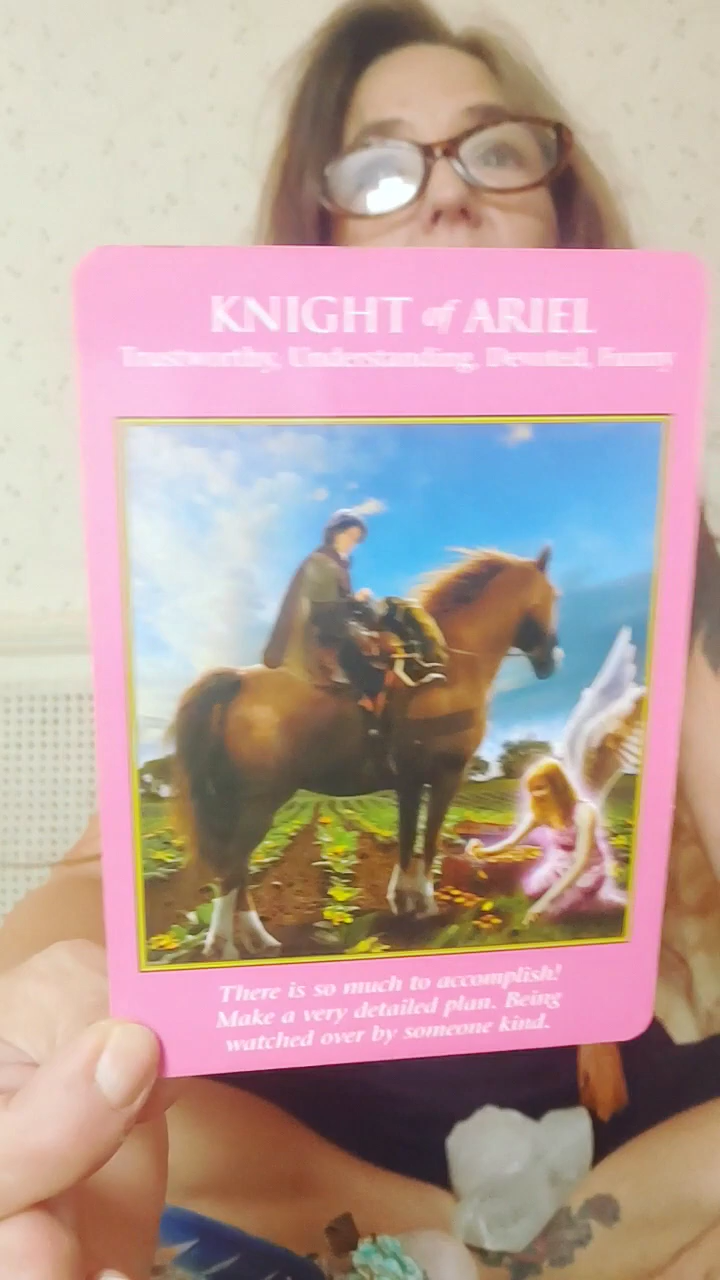 KNIGHT of ARIEL
Trustworthy, Understanding, Devoted, Funny
There is so much to accomplish!
Make a very detailed plan. Being
watched over by someone kind.